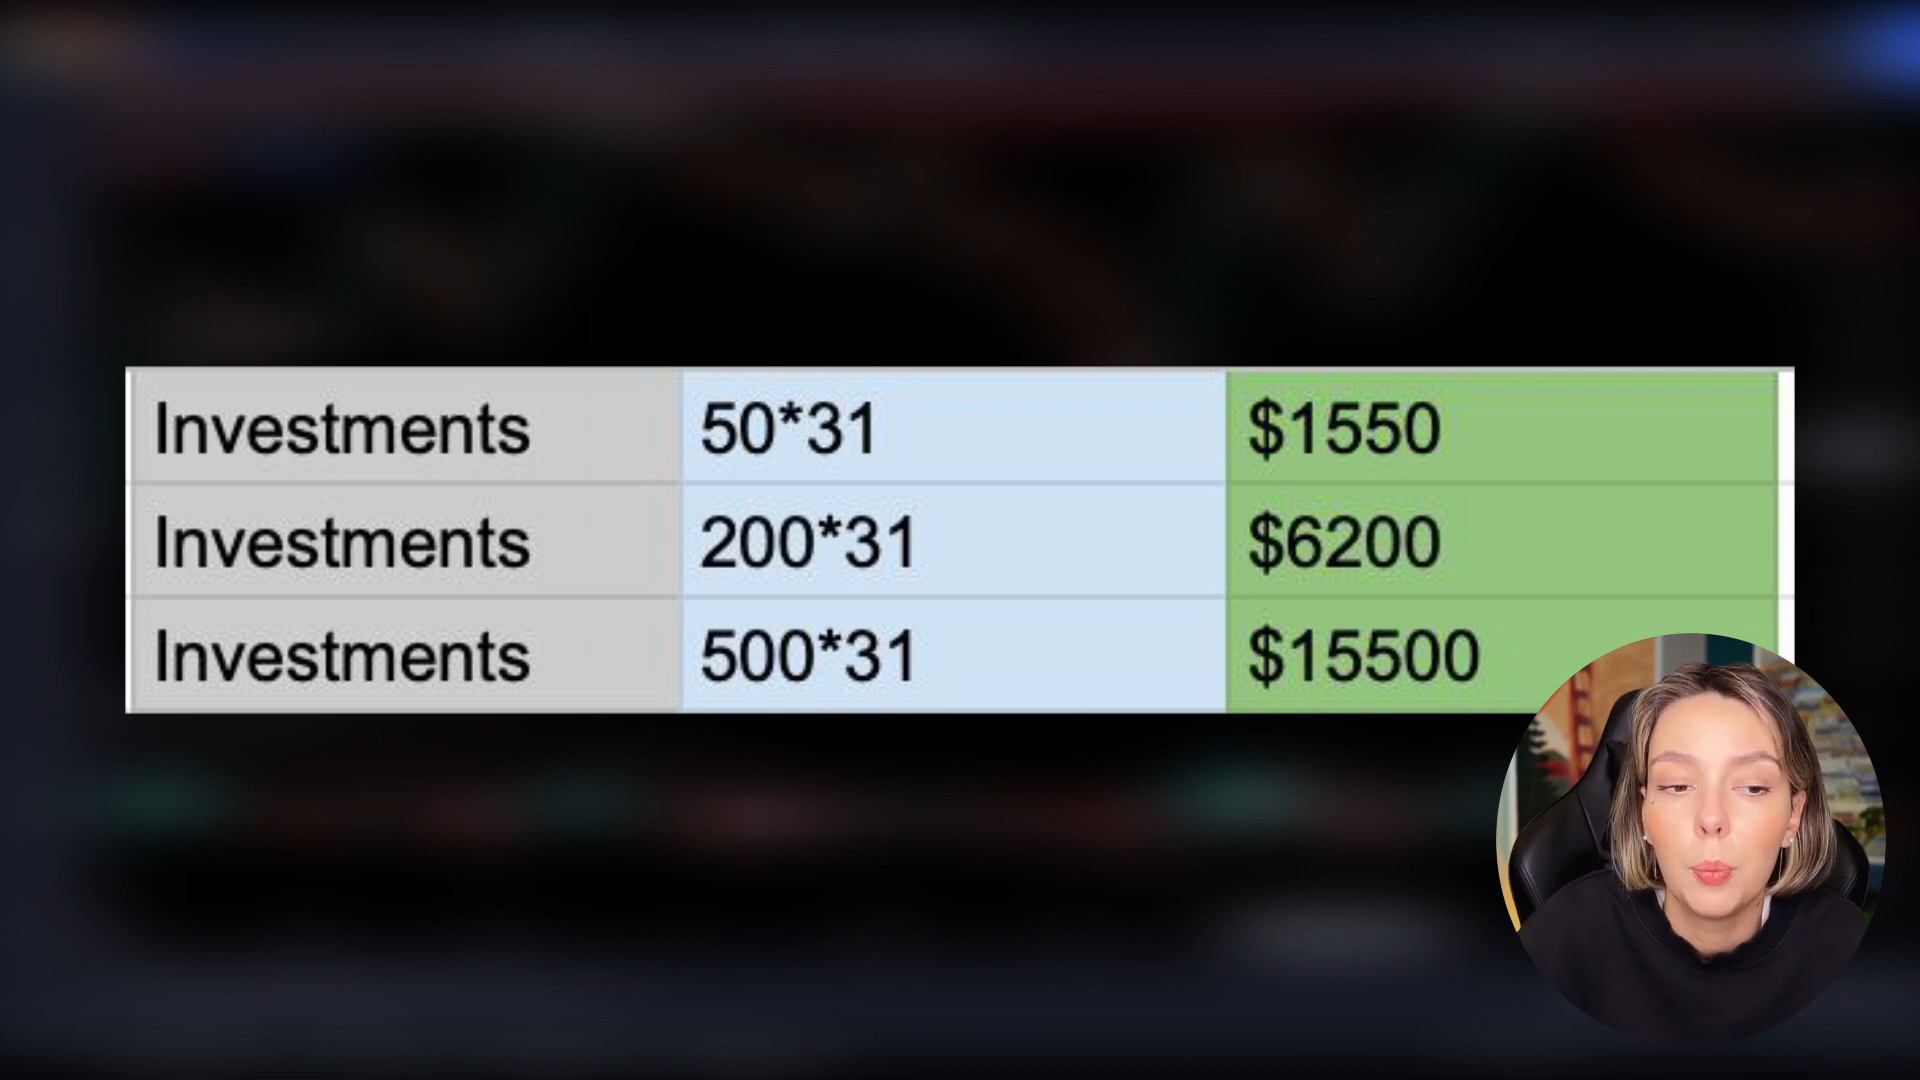 Investments 50*31 $1550
Investments 200*31 $6200
Investments 500*31 $15500